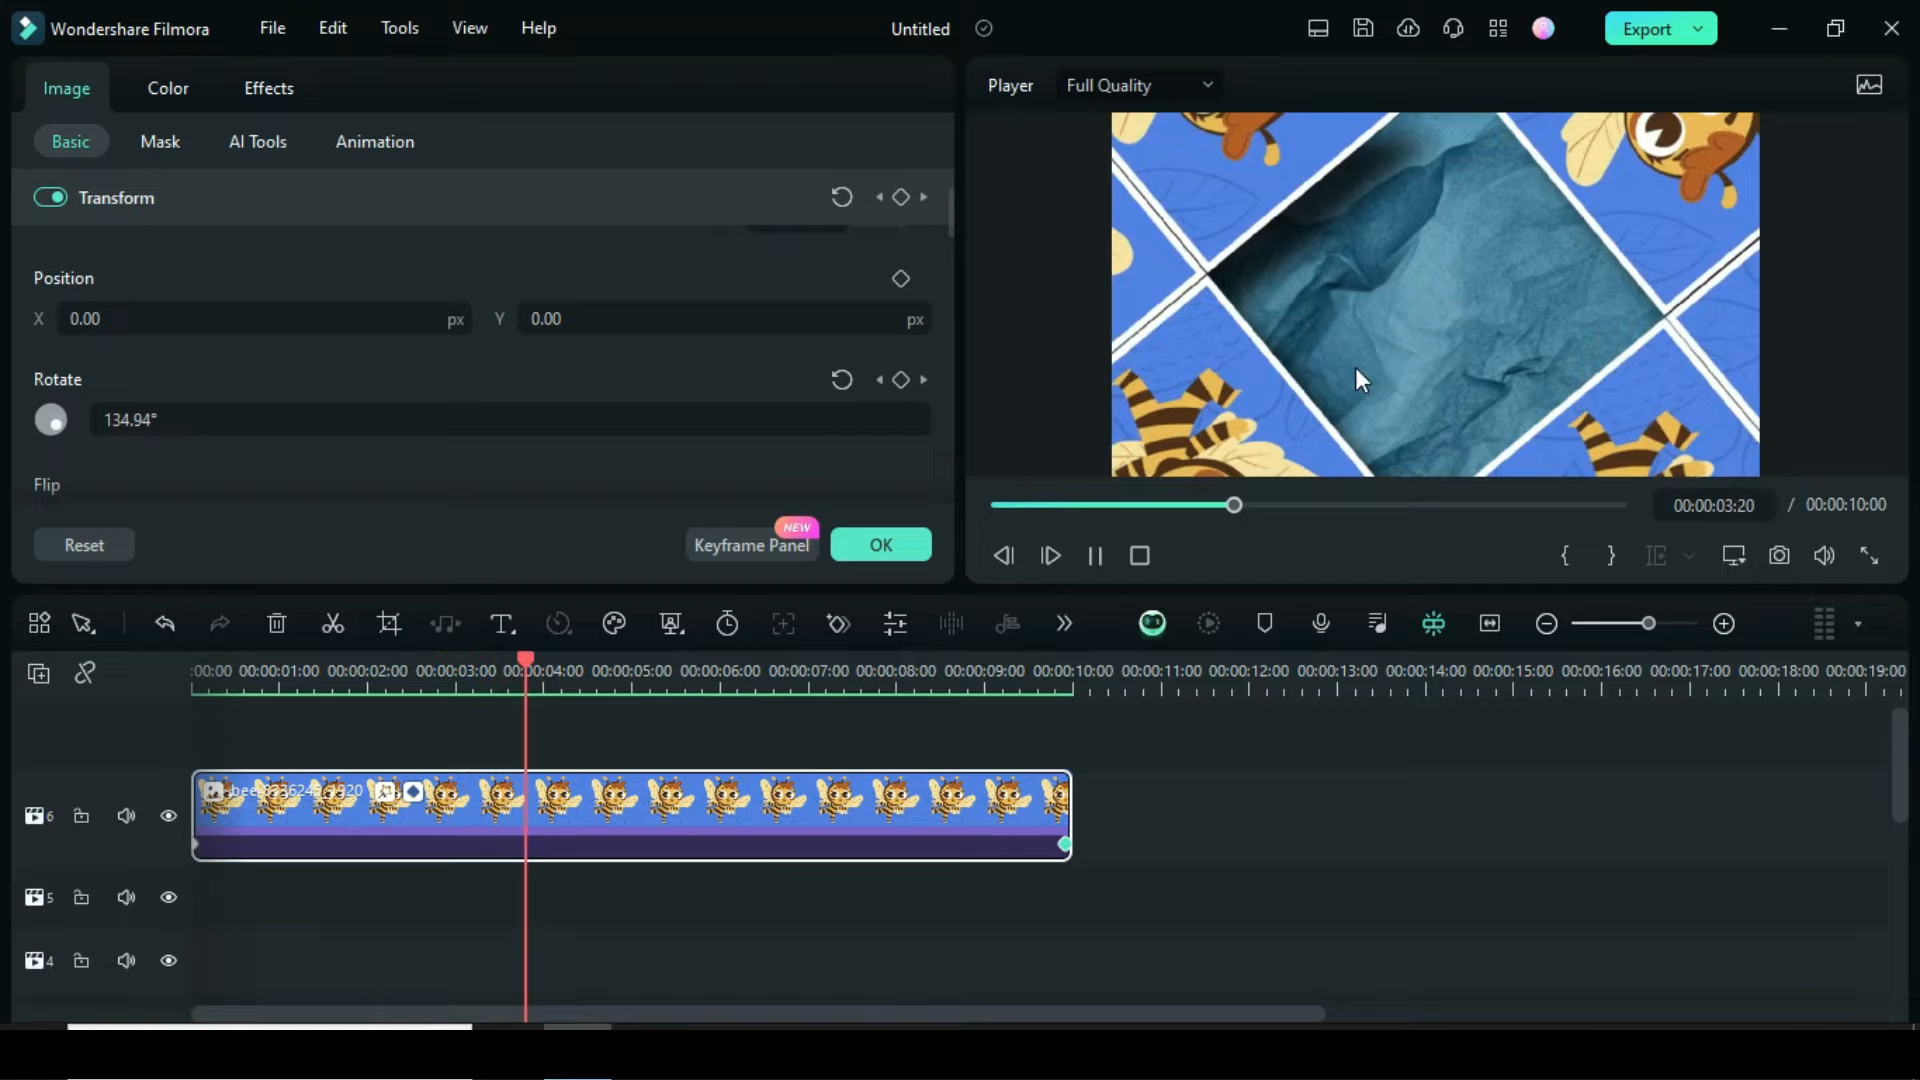 Wondershare Filmora File Edit Tools View Help Untitled Export
Image Color Effects
Player Full Quality
Basic Mask AI Tools Animation
Transform
Position
X 0.00 px Y 0.00 px
Rotate
134.94°
Flip
NEW
Reset Keyframe Panel OK
00:00:03:20 / 00:00:10:00
:00:00 00:00:01:00 00:00:02:00 00:00:03:00 00:00:04:00 00:00:05:00 00:00:06:00 00:00:07:00 00:00:08:00 00:00:09:00 00:00:10:00 00:00:11:00 00:00:12:00 00:00:13:00 00:00:14:00 00:00:15:00 00:00:16:00 00:00:17:00 00:00:18:00 00:00:19:00
6
5
4